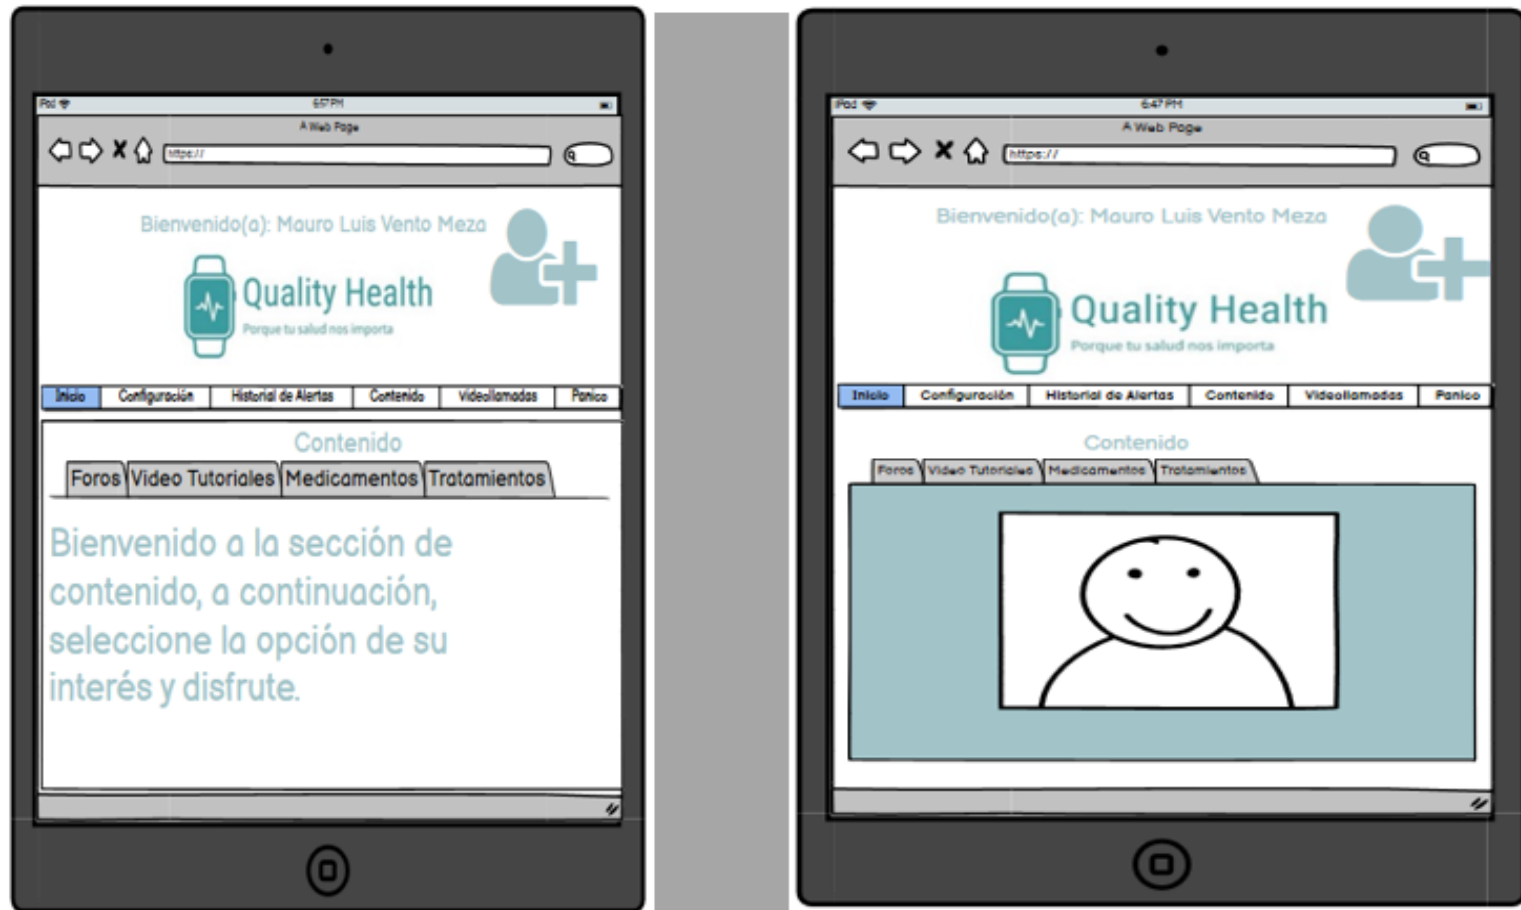 iPad
6:57 PM
A Web Page
https://
Bienvenido(a): Mauro Luis Vento Meza
Quality Health
Porque tu salud nos importa
Inicio Configuración Historial de Alertas Contenido Videollamadas Panico
Contenido
Foros Video Tutoriales Medicamentos Tratamientos
Bienvenido a la sección de
contenido, a continuación,
seleccione la opción de su
interés y disfrute.
iPad
6:47 PM
A Web Page
https://
Bienvenido(a): Mauro Luis Vento Meza
Quality Health
Porque tu salud nos importa
Inicio Configuración Historial de Alertas Contenido Videollamadas Panico
Contenido
Foros Video Tutoriales Medicamentos Tratamientos